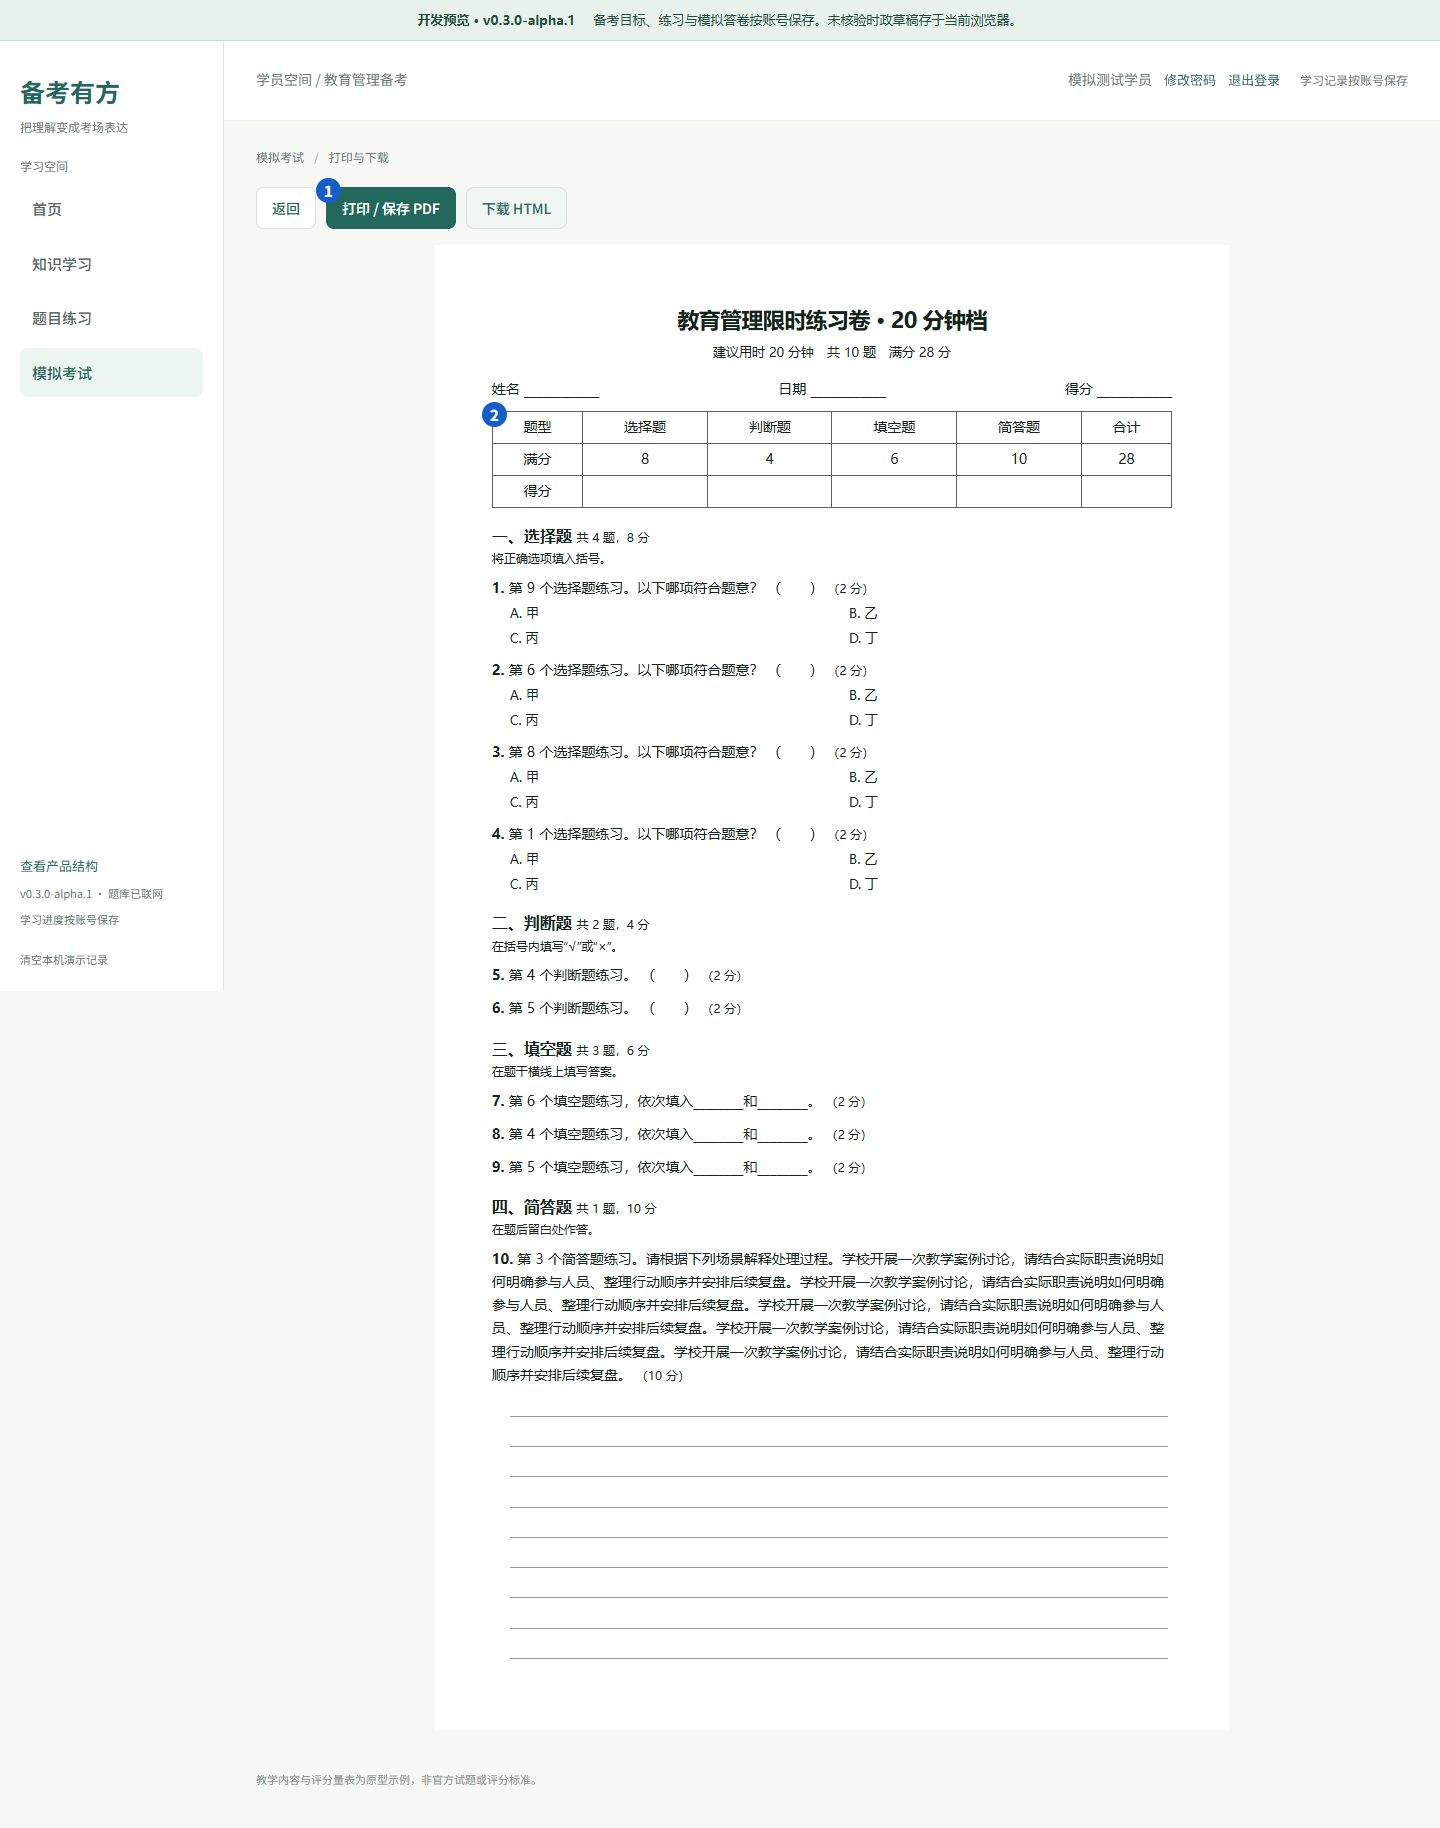 开发预览 • v0.3.0-alpha.1 备考目标、练习与模拟答卷按账号保存。未核验时政草稿存于当前浏览器。
备考有方
把理解变成考场表达
学习空间
首页
知识学习
题目练习
模拟考试
查看产品结构
v0.3.0-alpha.1 · 题库已联网
学习进度按账号保存
清空本机演示记录
学员空间 / 教育管理备考
模拟测试学员 修改密码 退出登录 学习记录按账号保存
模拟考试 / 打印与下载
返回
1
打印 / 保存 PDF
下载 HTML
教育管理限时练习卷 • 20 分钟档
建议用时 20 分钟 共 10 题 满分 28 分
姓名 __________ 日期 __________ 得分 __________
2
题型 选择题 判断题 填空题 简答题 合计
满分 8 4 6 10 28
得分
一、选择题 共 4 题，8 分
将正确选项填入括号。
1. 第 9 个选择题练习。以下哪项符合题意？（ ）（2 分）
A. 甲 B. 乙
C. 丙 D. 丁
2. 第 6 个选择题练习。以下哪项符合题意？（ ）（2 分）
A. 甲 B. 乙
C. 丙 D. 丁
3. 第 8 个选择题练习。以下哪项符合题意？（ ）（2 分）
A. 甲 B. 乙
C. 丙 D. 丁
4. 第 1 个选择题练习。以下哪项符合题意？（ ）（2 分）
A. 甲 B. 乙
C. 丙 D. 丁
二、判断题 共 2 题，4 分
在括号内填写“√”或“×”。
5. 第 4 个判断题练习。（ ）（2 分）
6. 第 5 个判断题练习。（ ）（2 分）
三、填空题 共 3 题，6 分
在题干横线上填写答案。
7. 第 6 个填空题练习，依次填入________和________。（2 分）
8. 第 4 个填空题练习，依次填入________和________。（2 分）
9. 第 5 个填空题练习，依次填入________和________。（2 分）
四、简答题 共 1 题，10 分
在题后留白处作答。
10. 第 3 个简答题练习。请根据下列场景解释处理过程。学校开展一次教学案例讨论，请结合实际职责说明如
何明确参与人员、整理行动顺序并安排后续复盘。学校开展一次教学案例讨论，请结合实际职责说明如何明确
参与人员、整理行动顺序并安排后续复盘。学校开展一次教学案例讨论，请结合实际职责说明如何明确参与人
员、整理行动顺序并安排后续复盘。学校开展一次教学案例讨论，请结合实际职责说明如何明确参与人员、整
理行动顺序并安排后续复盘。学校开展一次教学案例讨论，请结合实际职责说明如何明确参与人员、整理行动
顺序并安排后续复盘。（10 分）
教学内容与评分量表为原型示例，非官方试题或评分标准。